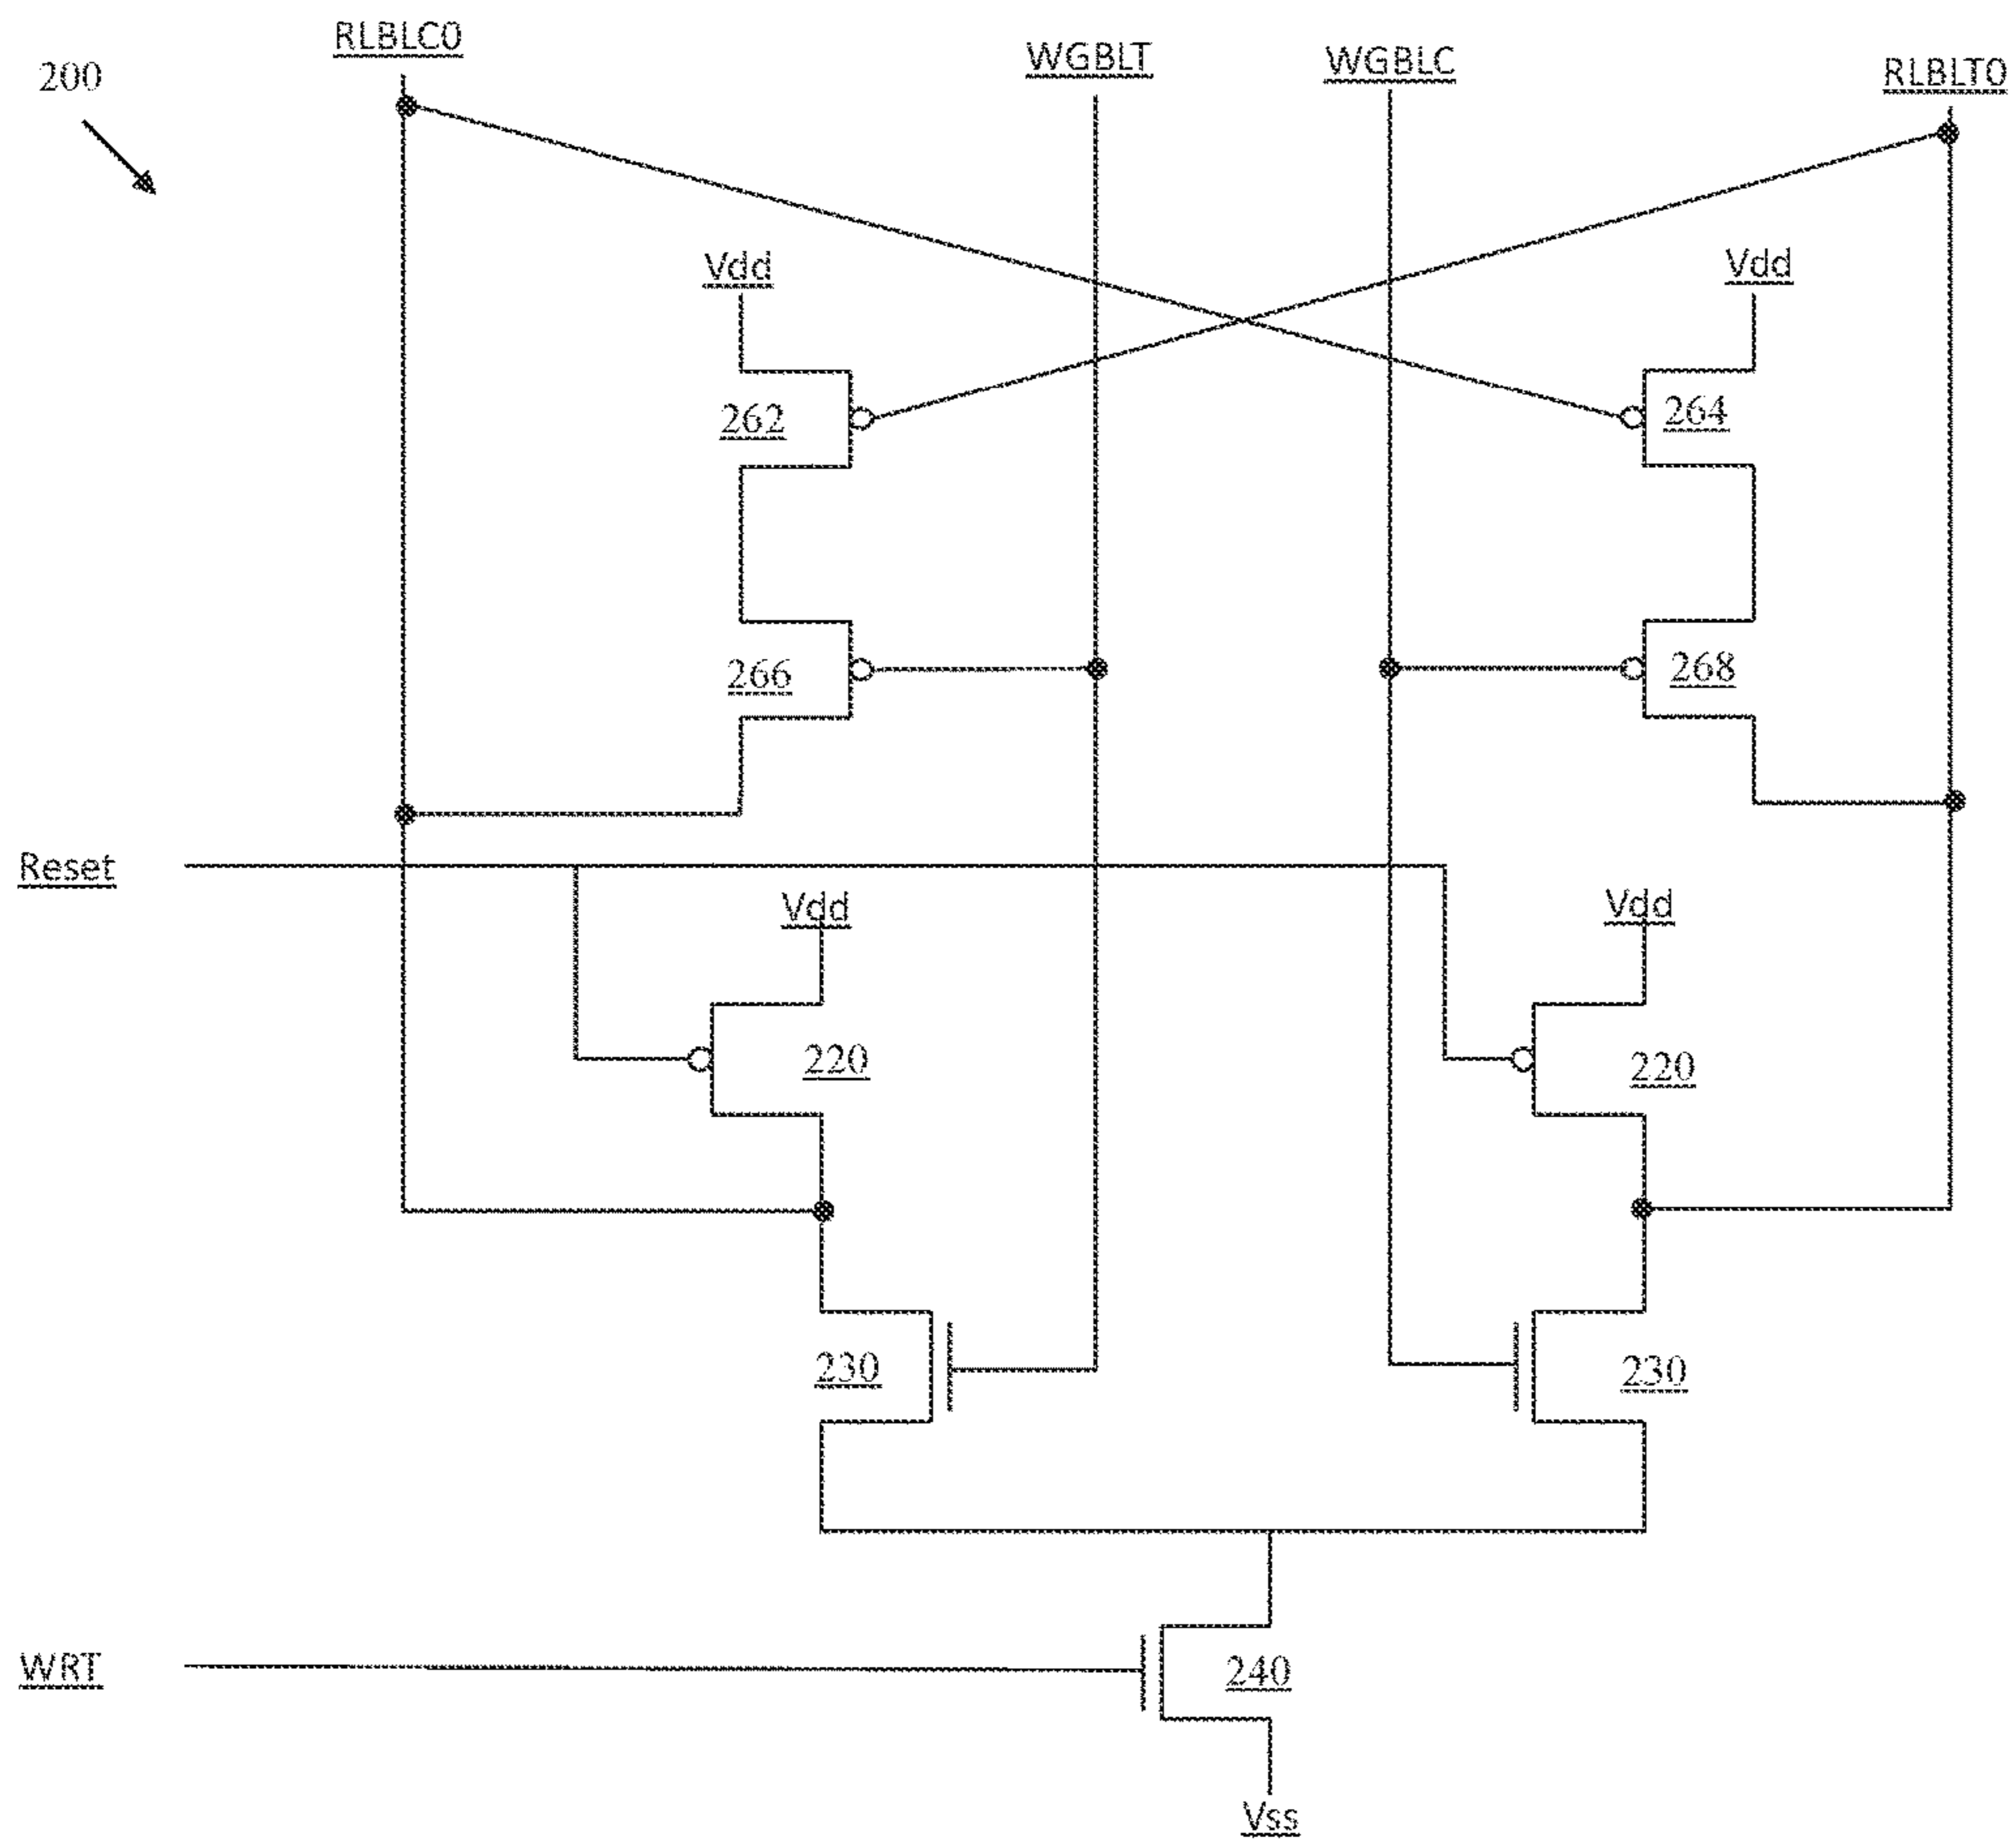 RLBLC0
WGBLT
WGBLC
RLBLT0
200
Vdd
Vdd
262
264
266
268
Reset
Vdd
Vdd
220
220
230
230
WRT
240
Vss